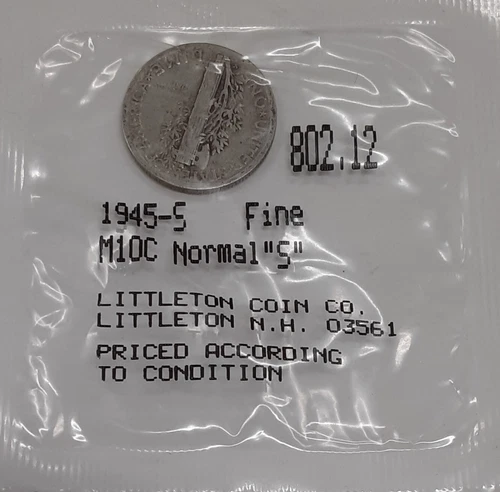 802.12
1945-S Fine
M10C Normal "S"
LITTLETON COIN CO.
LITTLETON N.H. 03561
PRICED ACCORDING
TO CONDITION